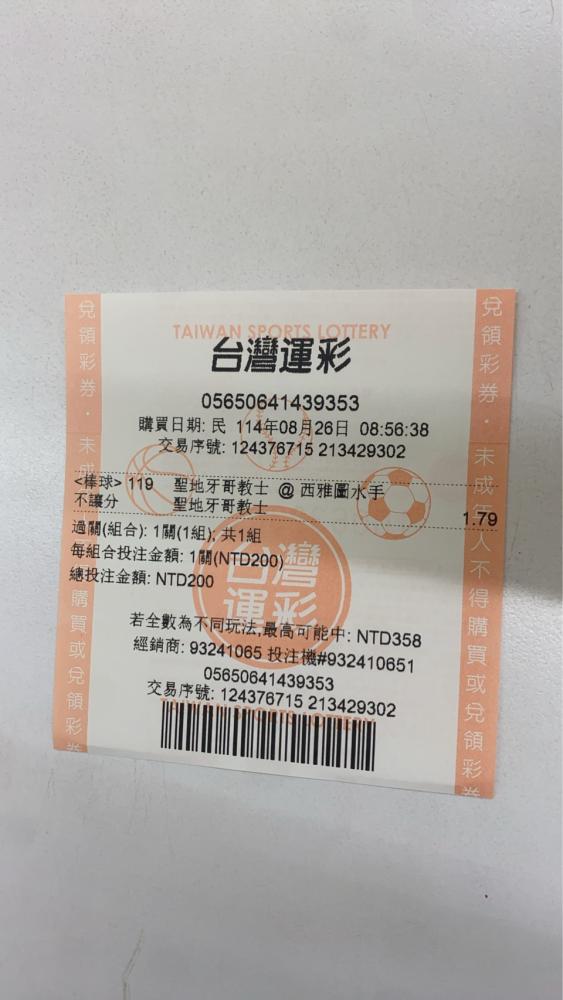 TAIWAN SPORTS LOTTERY
台灣運彩
05650641439353
購買日期: 民 114年08月26日 08:56:38
交易序號: 124376715 213429302
<棒球> 119 聖地牙哥教士 @ 西雅圖水手
不讓分 聖地牙哥教士 1.79
過關(組合): 1關(1組); 共1組
每組合投注金額: 1關(NTD200)
總投注金額: NTD200
台灣運彩
若全數為不同玩法,最高可能中: NTD358
經銷商: 93241065 投注機#932410651
05650641439353
交易序號: 124376715 213429302
TAIWAN SPORTS LOTTERY
兌領彩券・未成
購買或兌領彩券
兌領彩券・未成年人不得購買或兌領彩券